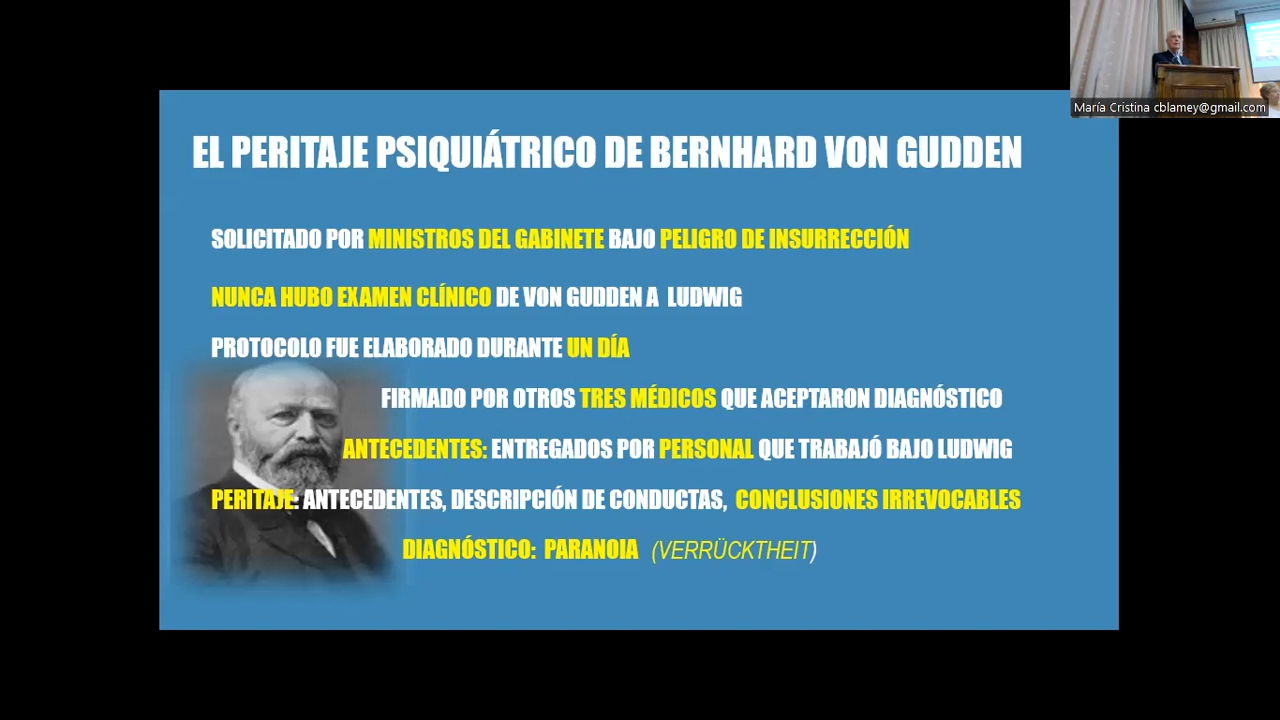 María Cristina cblamey@gmail.com
EL PERITAJE PSIQUIÁTRICO DE BERNHARD VON GUDDEN
SOLICITADO POR MINISTROS DEL GABINETE BAJO PELIGRO DE INSURRECCIÓN
NUNCA HUBO EXAMEN CLÍNICO DE VON GUDDEN A LUDWIG
PROTOCOLO FUE ELABORADO DURANTE UN DÍA
FIRMADO POR OTROS TRES MÉDICOS QUE ACEPTARON DIAGNÓSTICO
ANTECEDENTES: ENTREGADOS POR PERSONAL QUE TRABAJÓ BAJO LUDWIG
PERITAJE: ANTECEDENTES, DESCRIPCIÓN DE CONDUCTAS, CONCLUSIONES IRREVOCABLES
DIAGNÓSTICO: PARANOIA (VERRÜCKTHEIT)